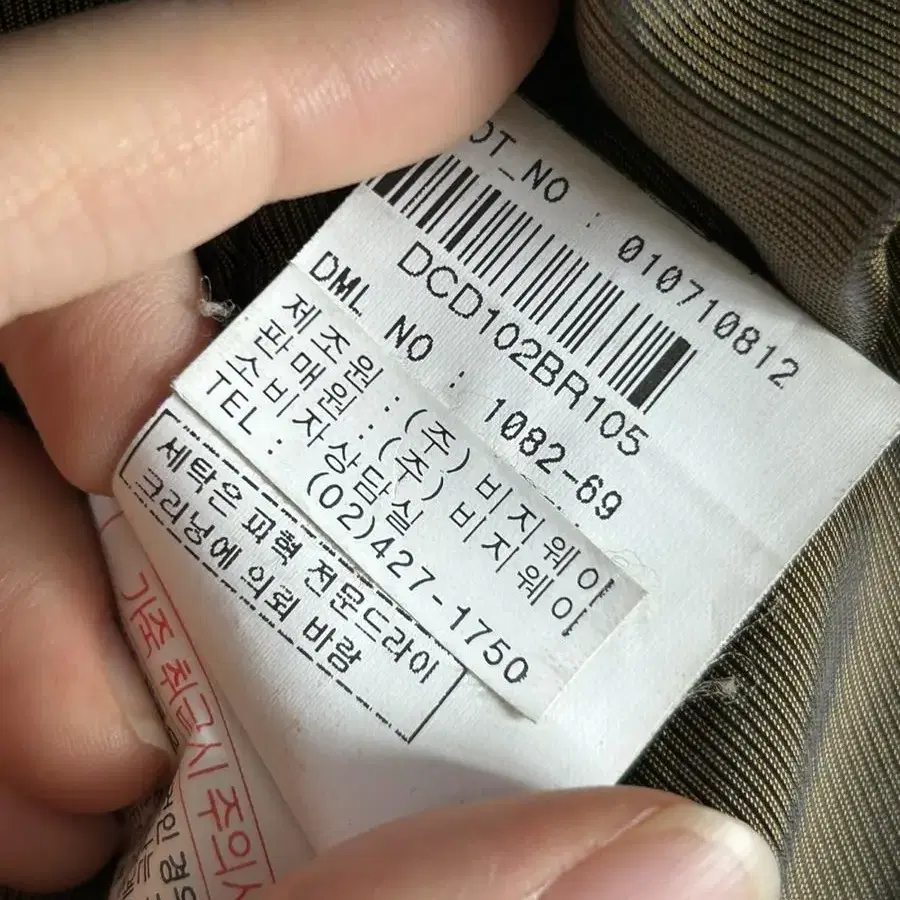 OT_NO : 010710812
DCD102BR105
DML NO : 1082-69
제조원 : (주) 비지웨이
판매원 : (주) 비지웨이
소비자상담실
TEL : (02)427-1750
세탁은 피혁 전문드라이
크리닝에 의뢰 바람
가죽 취급시 주의사